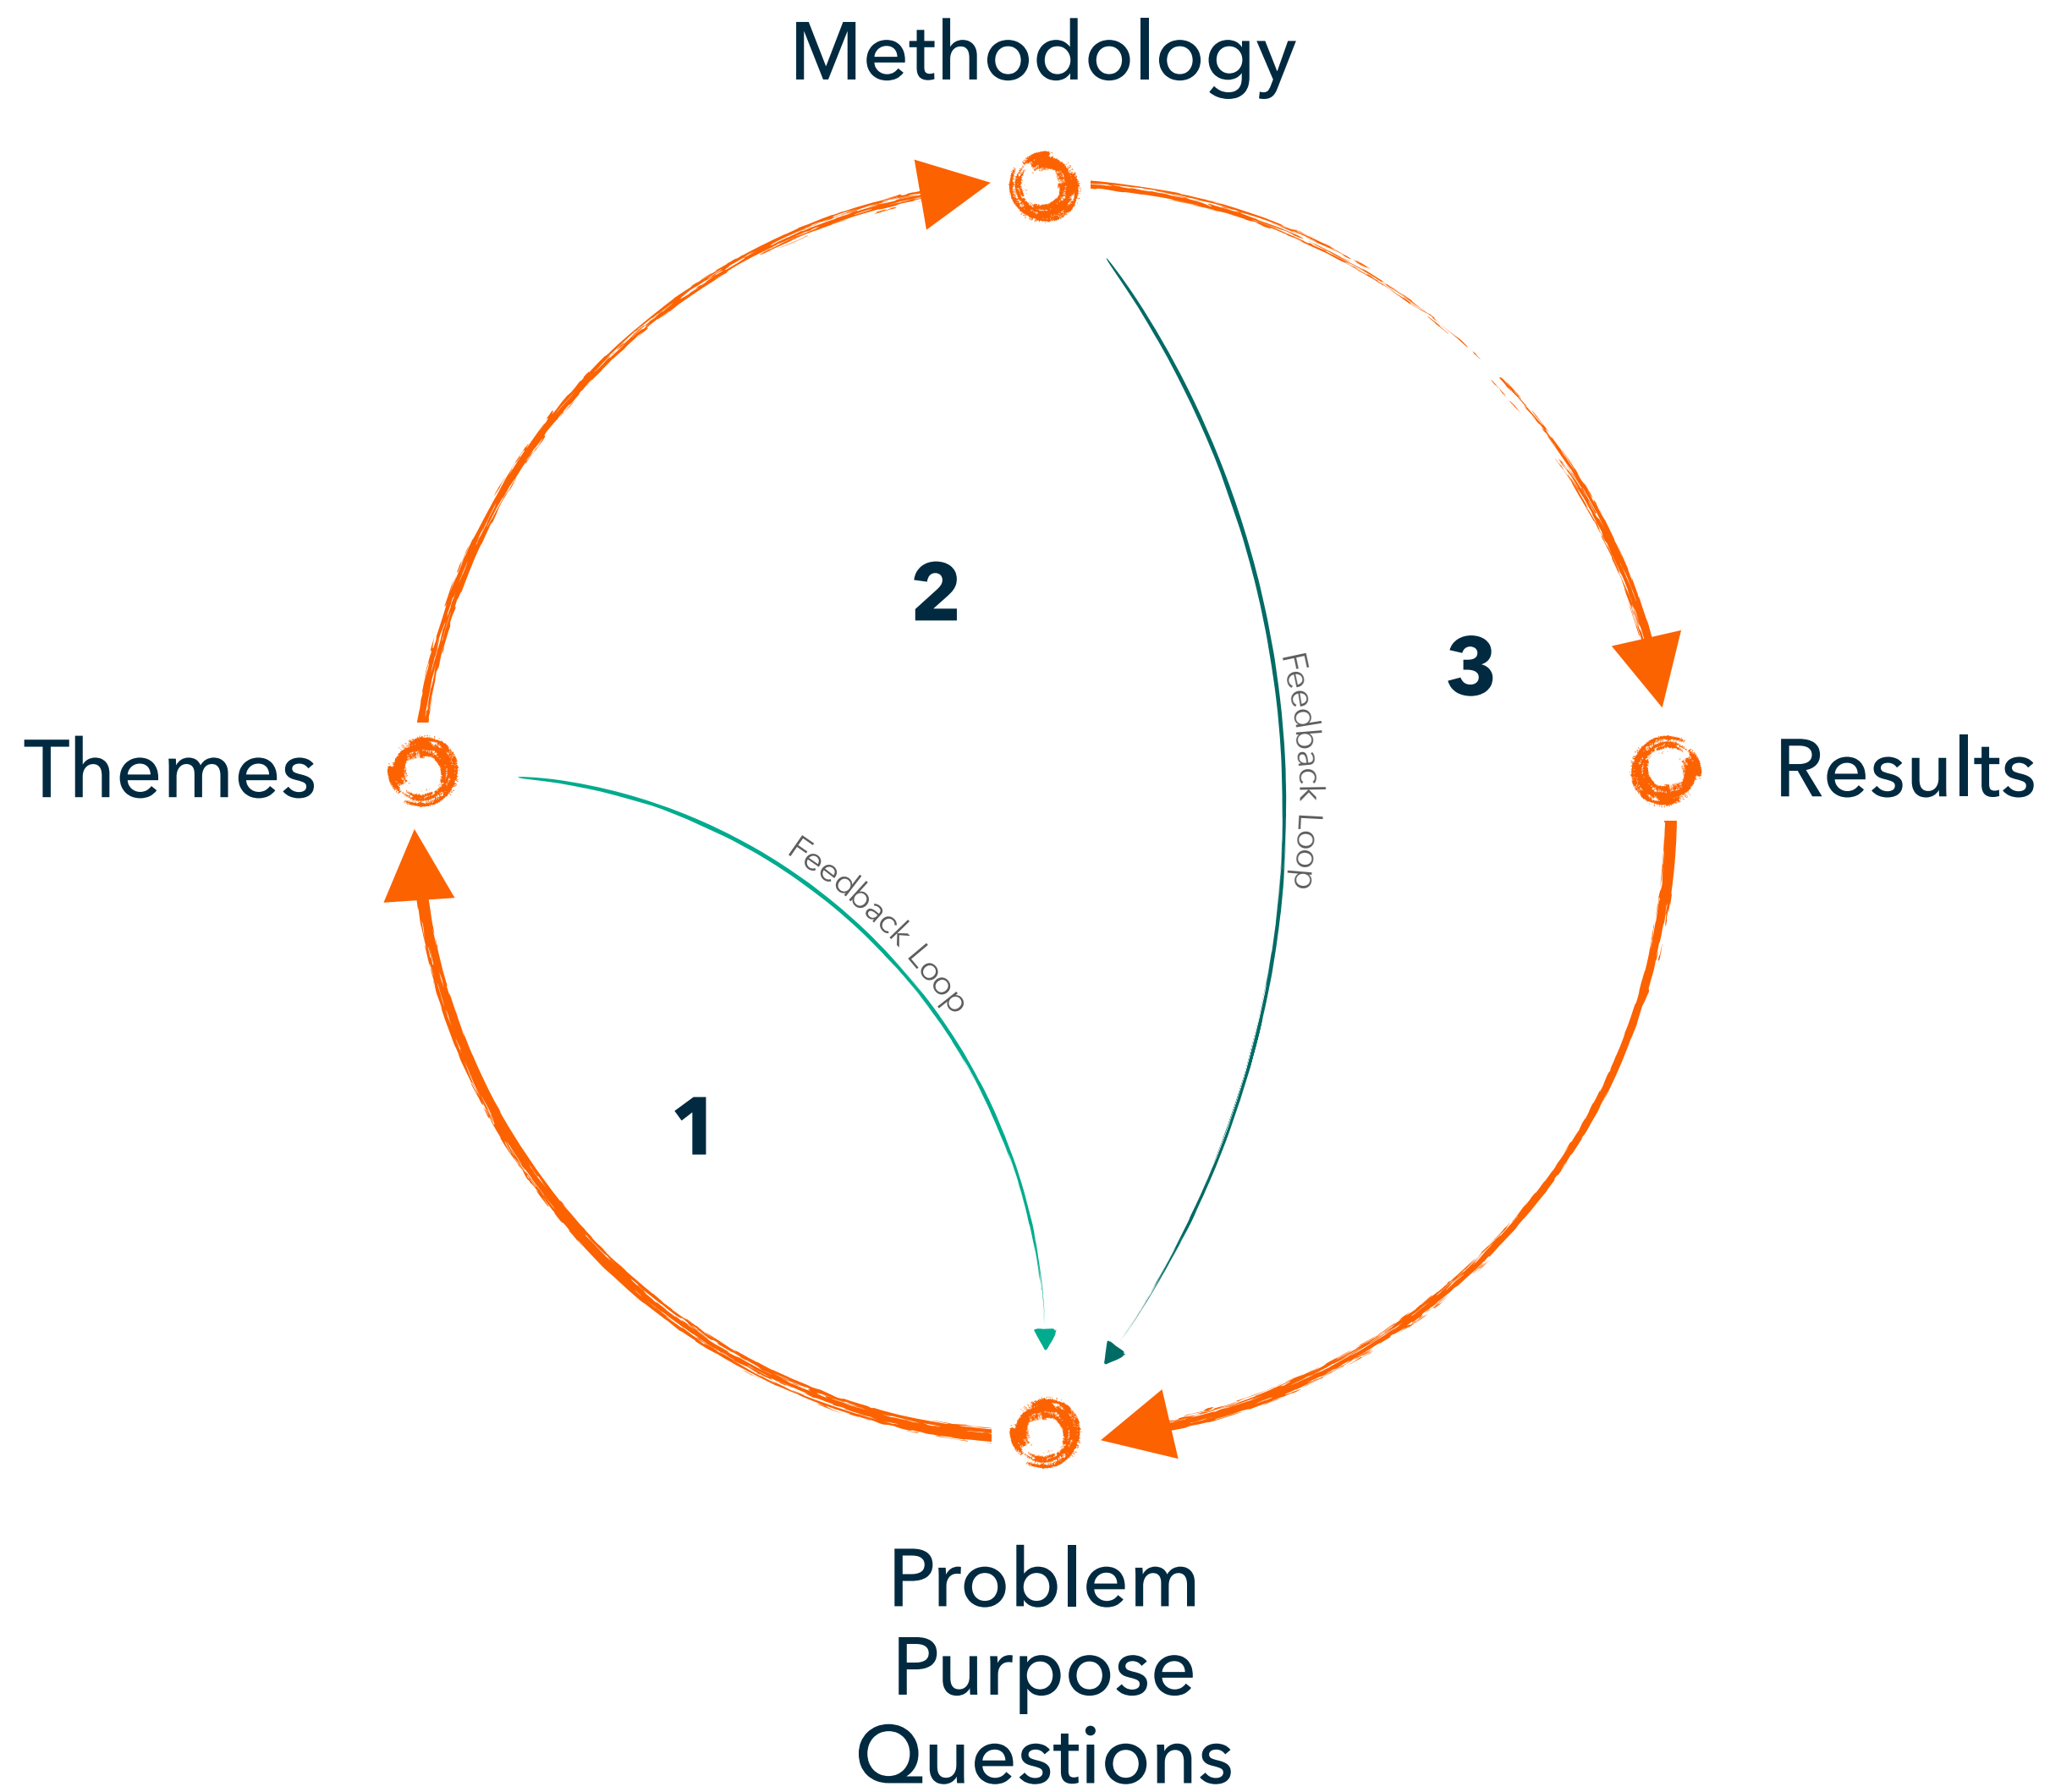 Methodology
2
3
Feedback Loop
Themes
Results
Feedback Loop
1
Problem
Purpose
Questions